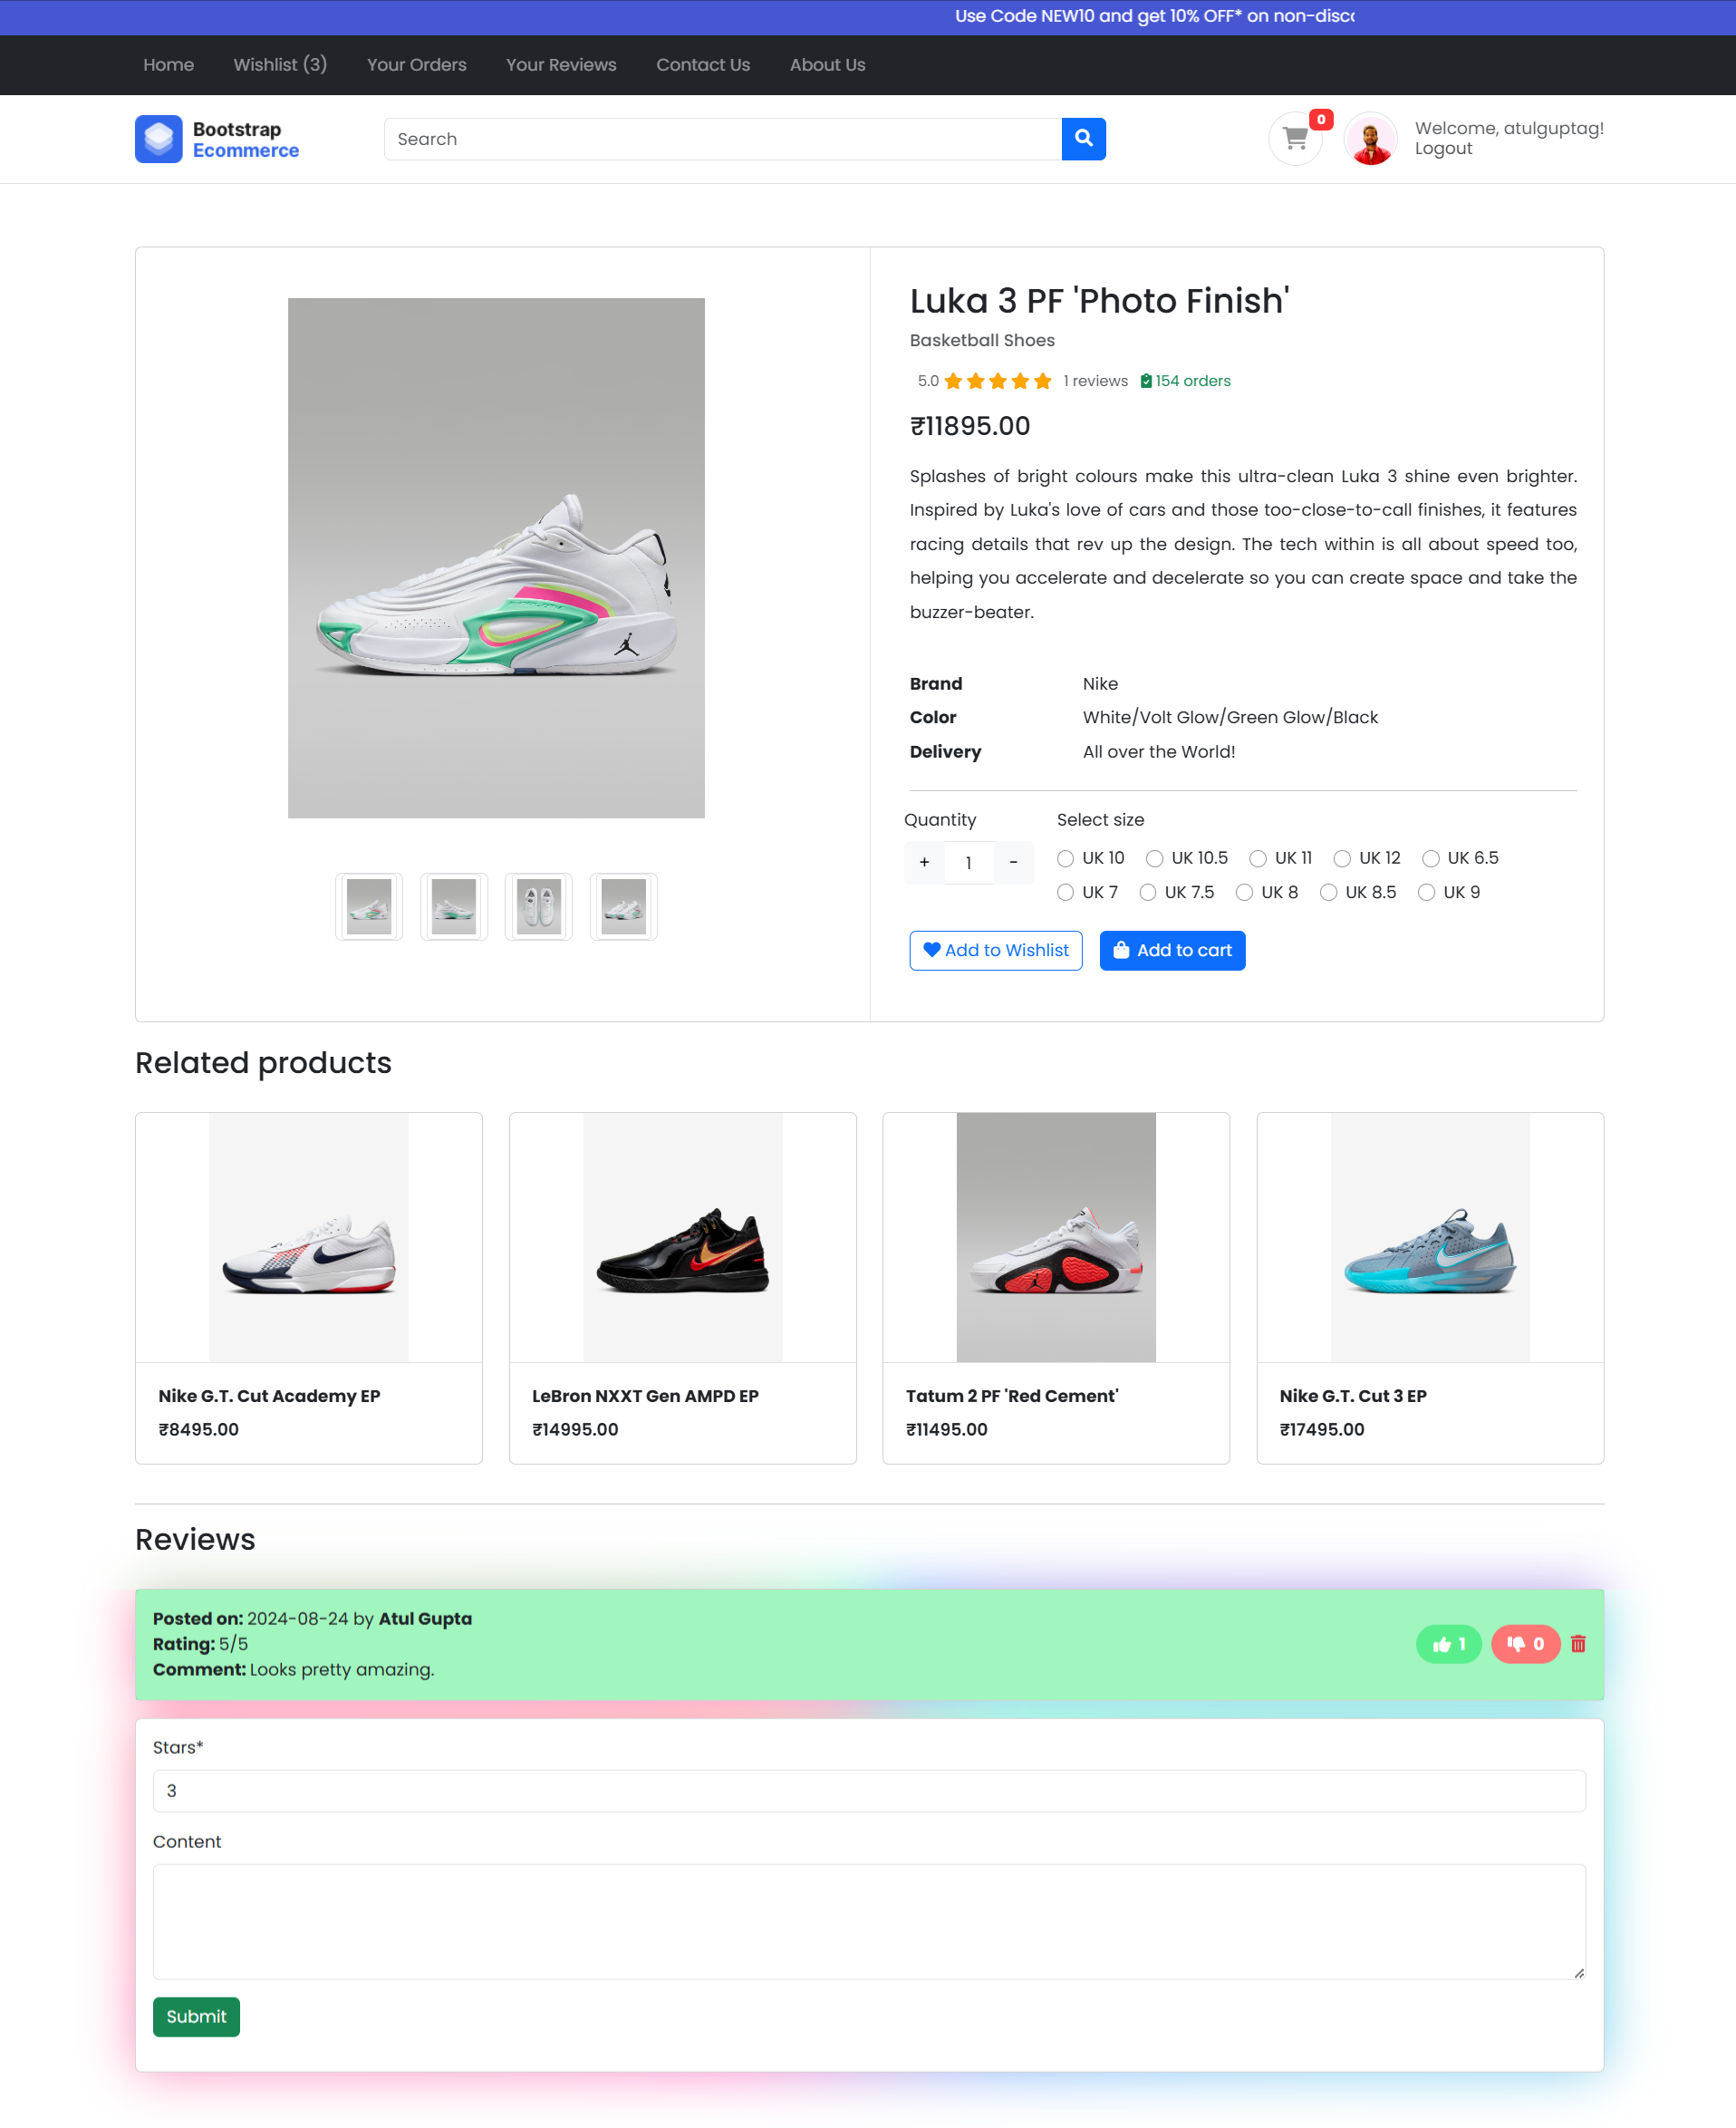 Use Code NEW10 and get 10% OFF* on non-disc
Home Wishlist (3) Your Orders Your Reviews Contact Us About Us
Bootstrap
Ecommerce
Search
0
Welcome, atulguptag!
Logout
Luka 3 PF 'Photo Finish'
Basketball Shoes
5.0 1 reviews 154 orders
₹11895.00
Splashes of bright colours make this ultra-clean Luka 3 shine even brighter.
Inspired by Luka's love of cars and those too-close-to-call finishes, it features
racing details that rev up the design. The tech within is all about speed too,
helping you accelerate and decelerate so you can create space and take the
buzzer-beater.
Brand Nike
Color White/Volt Glow/Green Glow/Black
Delivery All over the World!
Quantity Select size
+ 1 -
UK 10 UK 10.5 UK 11 UK 12 UK 6.5
UK 7 UK 7.5 UK 8 UK 8.5 UK 9
Add to Wishlist Add to cart
Related products
Nike G.T. Cut Academy EP
₹8495.00
LeBron NXXT Gen AMPD EP
₹14995.00
Tatum 2 PF 'Red Cement'
₹11495.00
Nike G.T. Cut 3 EP
₹17495.00
Reviews
Posted on: 2024-08-24 by Atul Gupta
Rating: 5/5
Comment: Looks pretty amazing.
1 0
Stars*
3
Content
Submit